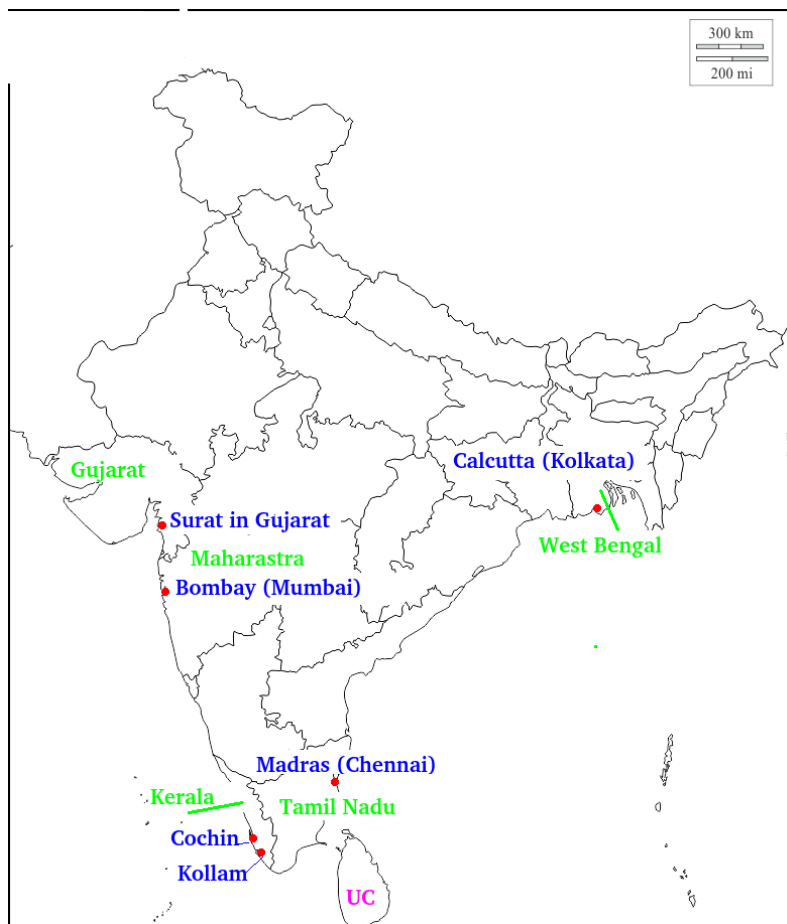 300 km
200 mi
Calcutta (Kolkata)
Gujarat
Surat in Gujarat
West Bengal
Maharastra
Bombay (Mumbai)
Madras (Chennai)
Kerala
Tamil Nadu
Cochin
Kollam
UC